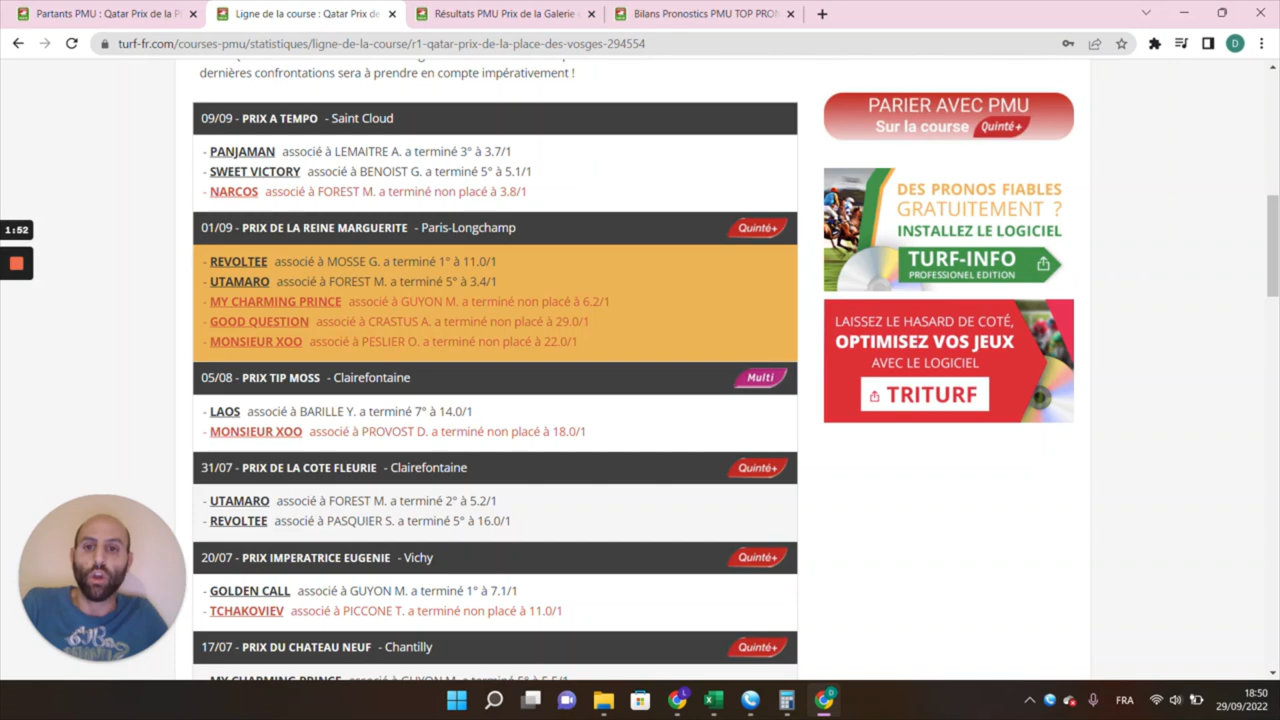 Partants PMU : Qatar Prix de la P
Ligne de la course : Qatar Prix de
Résultats PMU Prix de la Galerie
Bilans Pronostics PMU TOP PRON
turf-fr.com/courses-pmu/statistiques/ligne-de-la-course/r1-qatar-prix-de-la-place-des-vosges-294554
D
dernières confrontations sera à prendre en compte impérativement !
09/09 - PRIX A TEMPO - Saint Cloud
- PANJAMAN associé à LEMAITRE A. a terminé 3° à 3.7/1
- SWEET VICTORY associé à BENOIST G. a terminé 5° à 5.1/1
- NARCOS associé à FOREST M. a terminé non placé à 3.8/1
01/09 - PRIX DE LA REINE MARGUERITE - Paris-Longchamp
Quinté+
- REVOLTEE associé à MOSSE G. a terminé 1° à 11.0/1
- UTAMARO associé à FOREST M. a terminé 5° à 3.4/1
- MY CHARMING PRINCE associé à GUYON M. a terminé non placé à 6.2/1
- GOOD QUESTION associé à CRASTUS A. a terminé non placé à 29.0/1
- MONSIEUR XOO associé à PESLIER O. a terminé non placé à 22.0/1
05/08 - PRIX TIP MOSS - Clairefontaine
Multi
- LAOS associé à BARILLE Y. a terminé 7° à 14.0/1
- MONSIEUR XOO associé à PROVOST D. a terminé non placé à 18.0/1
31/07 - PRIX DE LA COTE FLEURIE - Clairefontaine
Quinté+
- UTAMARO associé à FOREST M. a terminé 2° à 5.2/1
- REVOLTEE associé à PASQUIER S. a terminé 5° à 16.0/1
20/07 - PRIX IMPERATRICE EUGENIE - Vichy
Quinté+
- GOLDEN CALL associé à GUYON M. a terminé 1° à 7.1/1
- TCHAKOVIEV associé à PICCONE T. a terminé non placé à 11.0/1
17/07 - PRIX DU CHATEAU NEUF - Chantilly
Quinté+
- MY CHARMING PRINCE associé à GUYON M. a terminé 5° à 5.5/1
PARIER AVEC PMU
Sur la course Quinté+
DES PRONOS FIABLES
GRATUITEMENT ?
INSTALLEZ LE LOGICIEL
TURF-INFO
PROFESSIONEL EDITION
LAISSEZ LE HASARD DE COTÉ,
OPTIMISEZ VOS JEUX
AVEC LE LOGICIEL
TRITURF
1:52
FRA
18:50
29/09/2022